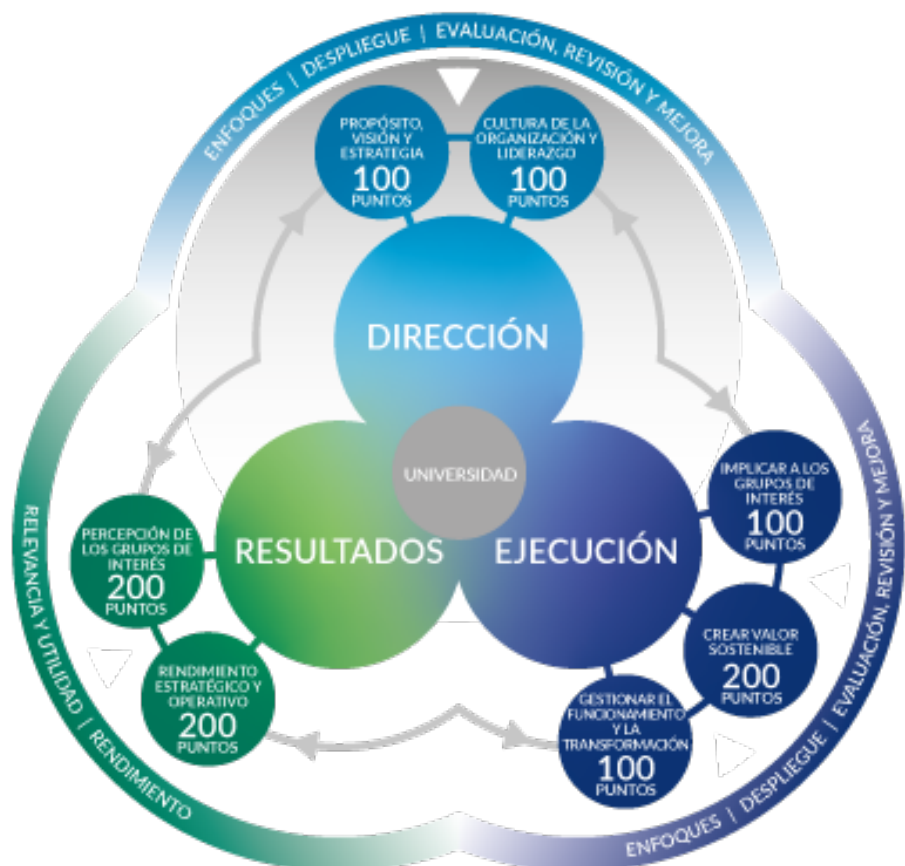 ENFOQUES | DESPLIEGUE | EVALUACIÓN, REVISIÓN Y MEJORA
PROPÓSITO,
VISIÓN Y
ESTRATEGIA
100
PUNTOS
CULTURA DE LA
ORGANIZACIÓN Y
LIDERAZGO
100
PUNTOS
DIRECCIÓN
UNIVERSIDAD
RESULTADOS
EJECUCIÓN
IMPLICAR A LOS
GRUPOS DE
INTERÉS
100
PUNTOS
CREAR VALOR
SOSTENIBLE
200
PUNTOS
GESTIONAR EL
FUNCIONAMIENTO
Y LA
TRANSFORMACIÓN
100
PUNTOS
ENFOQUES | DESPLIEGUE | EVALUACIÓN, REVISIÓN Y MEJORA
PERCEPCIÓN DE
LOS GRUPOS DE
INTERÉS
200
PUNTOS
RENDIMIENTO
ESTRATÉGICO Y
OPERATIVO
200
PUNTOS
RELEVANCIA Y UTILIDAD | RENDIMIENTO